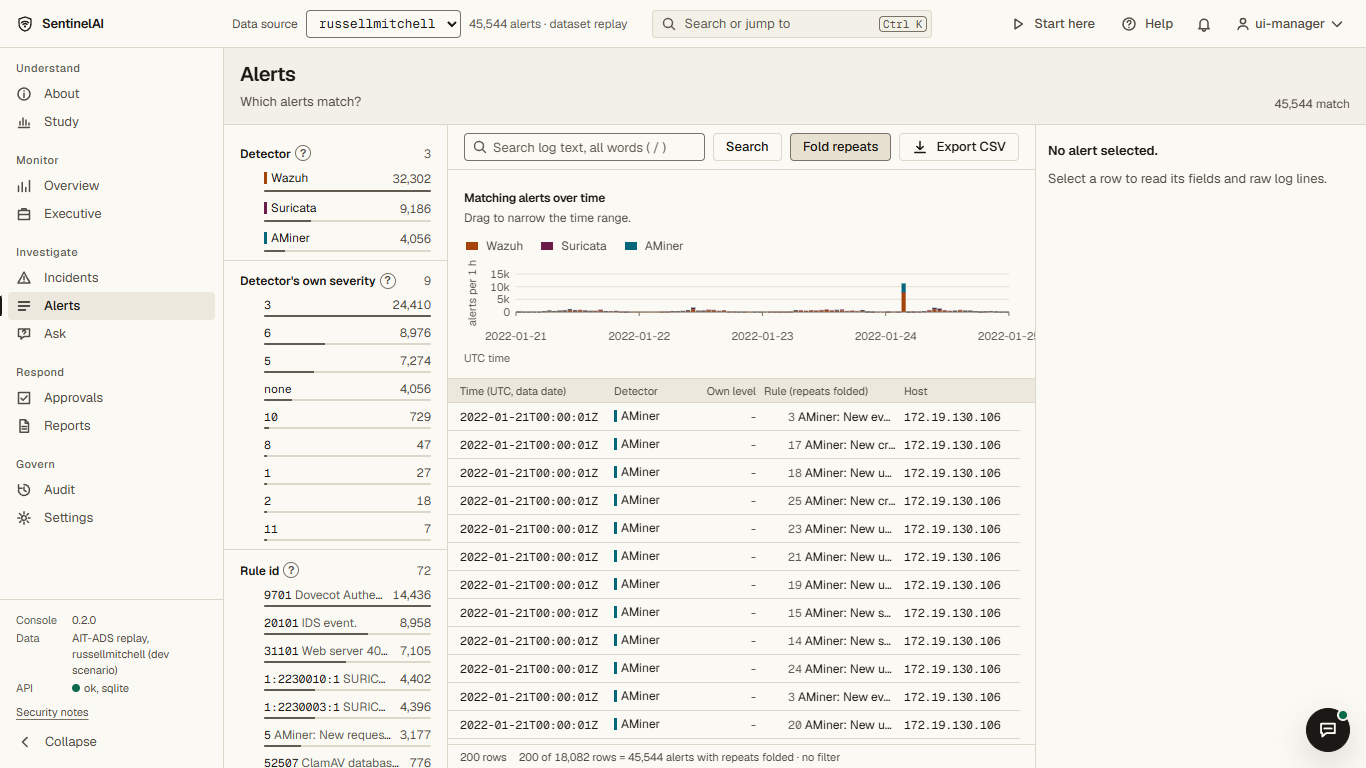 SentinelAI
Data source russellmitchell 45,544 alerts · dataset replay Search or jump to Ctrl K Start here Help ui-manager
Understand
About
Study
Monitor
Overview
Executive
Investigate
Incidents
Alerts
Ask
Respond
Approvals
Reports
Govern
Audit
Settings
Console 0.2.0
Data AIT-ADS replay,
russellmitchell (dev
scenario)
API ok, sqlite
Security notes
Collapse
Alerts
Which alerts match?
45,544 match
Detector ? 3
Wazuh 32,302
Suricata 9,186
AMiner 4,056
Detector's own severity ? 9
3 24,410
6 8,976
5 7,274
none 4,056
10 729
8 47
1 27
2 18
11 7
Rule id ? 72
9701 Dovecot Authe… 14,436
20101 IDS event. 8,958
31101 Web server 40… 7,105
1:2230010:1 SURIC… 4,402
1:2230003:1 SURIC… 4,396
5 AMiner: New reques… 3,177
52507 ClamAV databas… 776
Search log text, all words ( / ) Search Fold repeats Export CSV
Matching alerts over time
Drag to narrow the time range.
Wazuh Suricata AMiner
alerts per 1 h
15k
10k
5k
0
2022-01-21 2022-01-22 2022-01-23 2022-01-24 2022-01-25
UTC time
Time (UTC, data date) Detector Own level Rule (repeats folded) Host
2022-01-21T00:00:01Z AMiner – 3 AMiner: New ev… 172.19.130.106
2022-01-21T00:00:01Z AMiner – 17 AMiner: New cr… 172.19.130.106
2022-01-21T00:00:01Z AMiner – 18 AMiner: New u… 172.19.130.106
2022-01-21T00:00:01Z AMiner – 25 AMiner: New cr… 172.19.130.106
2022-01-21T00:00:01Z AMiner – 23 AMiner: New u… 172.19.130.106
2022-01-21T00:00:01Z AMiner – 21 AMiner: New u… 172.19.130.106
2022-01-21T00:00:01Z AMiner – 19 AMiner: New u… 172.19.130.106
2022-01-21T00:00:01Z AMiner – 15 AMiner: New s… 172.19.130.106
2022-01-21T00:00:01Z AMiner – 14 AMiner: New s… 172.19.130.106
2022-01-21T00:00:01Z AMiner – 24 AMiner: New u… 172.19.130.106
2022-01-21T00:00:01Z AMiner – 3 AMiner: New ev… 172.19.130.106
2022-01-21T00:00:01Z AMiner – 20 AMiner: New u… 172.19.130.106
200 rows 200 of 18,082 rows = 45,544 alerts with repeats folded · no filter
No alert selected.
Select a row to read its fields and raw log lines.